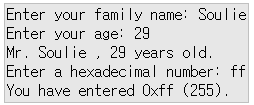 Enter your family name: Soulie
Enter your age: 29
Mr. Soulie , 29 years old.
Enter a hexadecimal number: ff
You have entered 0xff (255).